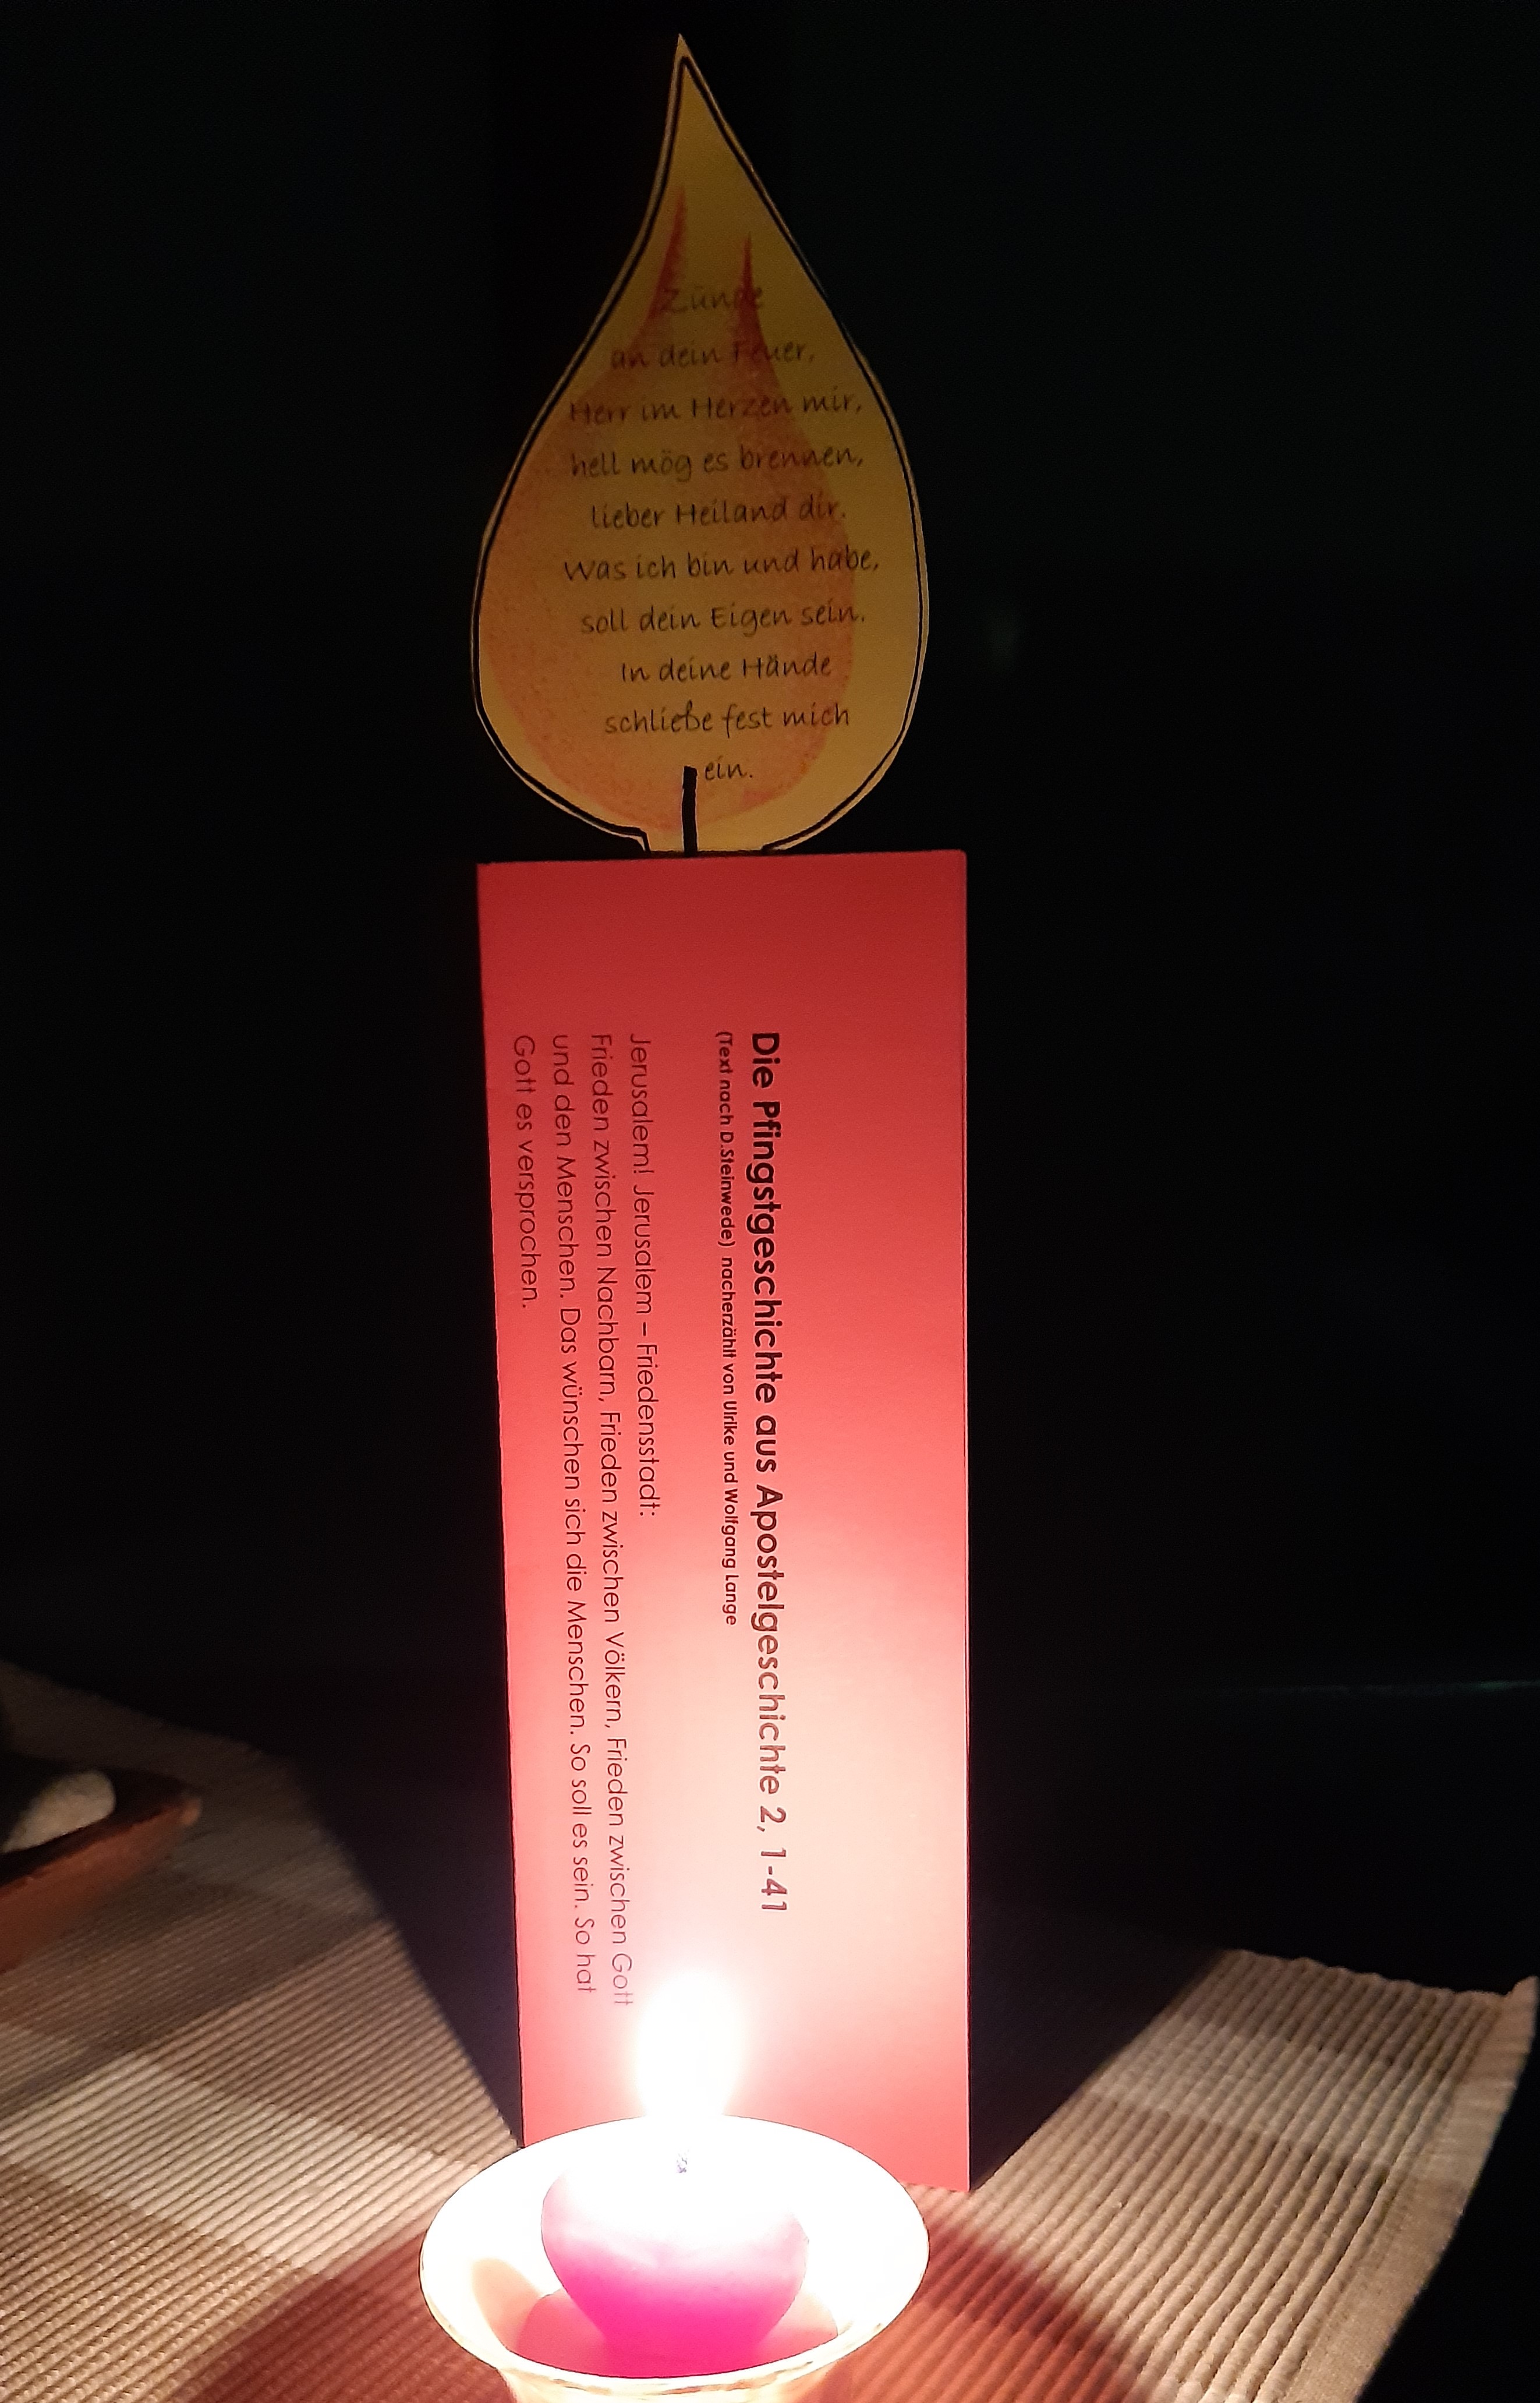 Zünde
an dein Feuer,
Herr im Herzen mir,
hell mög es brennen,
lieber Heiland dir.
Was ich bin und habe,
soll dein Eigen sein.
In deine Hände
schließe fest mich
ein.
Die Pfingstgeschichte aus Apostelgeschichte 2, 1-41
(Text nach D.Steinwede) nacherzählt von Ulrike und Wolfgang Lange
Jerusalem! Jerusalem – Friedensstadt:
Frieden zwischen Nachbarn, Frieden zwischen Völkern, Frieden zwischen Gott
und den Menschen. Das wünschen sich die Menschen. So soll es sein. So hat
Gott es versprochen.